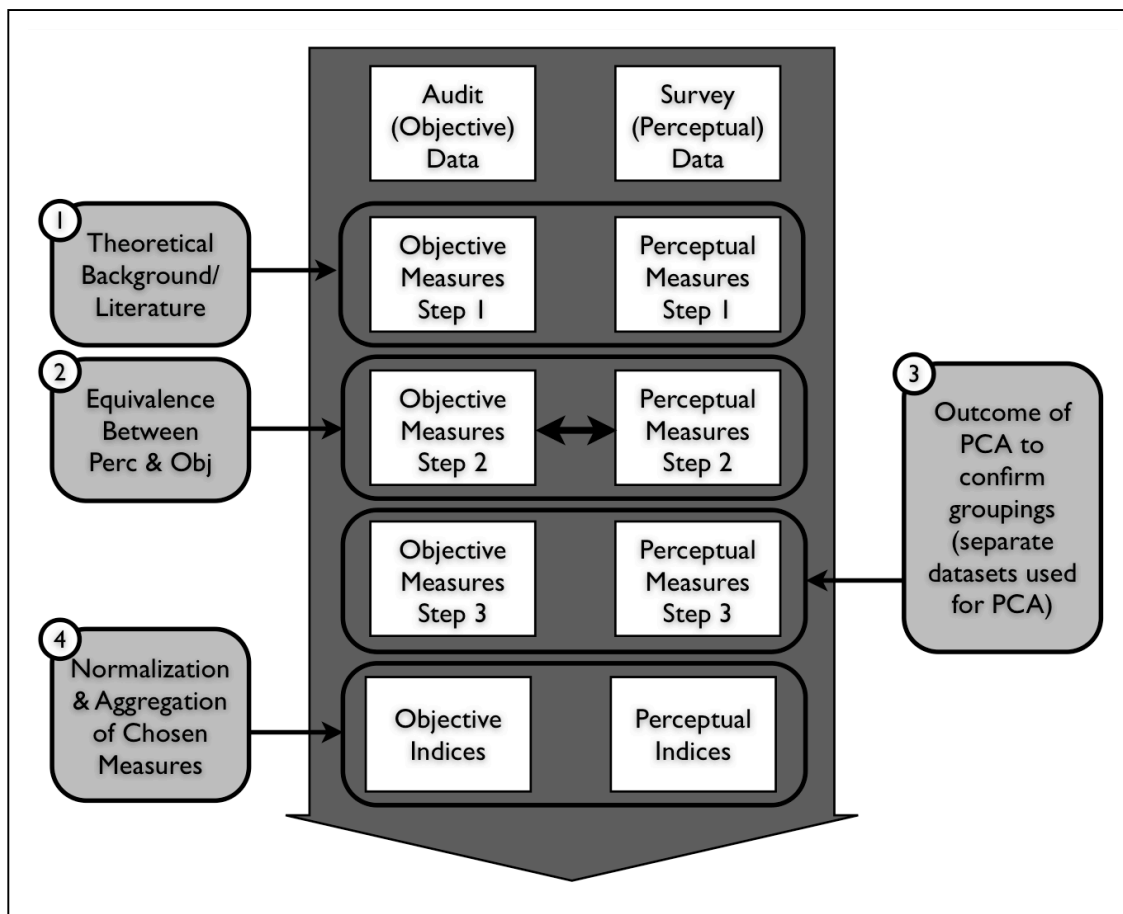 Audit
(Objective)
Data
Survey
(Perceptual)
Data
1
Theoretical
Background/
Literature
Objective
Measures
Step 1
Perceptual
Measures
Step 1
2
Equivalence
Between
Perc & Obj
Objective
Measures
Step 2
Perceptual
Measures
Step 2
3
Outcome of
PCA to
confirm
groupings
(separate
datasets used
for PCA)
Objective
Measures
Step 3
Perceptual
Measures
Step 3
4
Normalization
& Aggregation
of Chosen
Measures
Objective
Indices
Perceptual
Indices